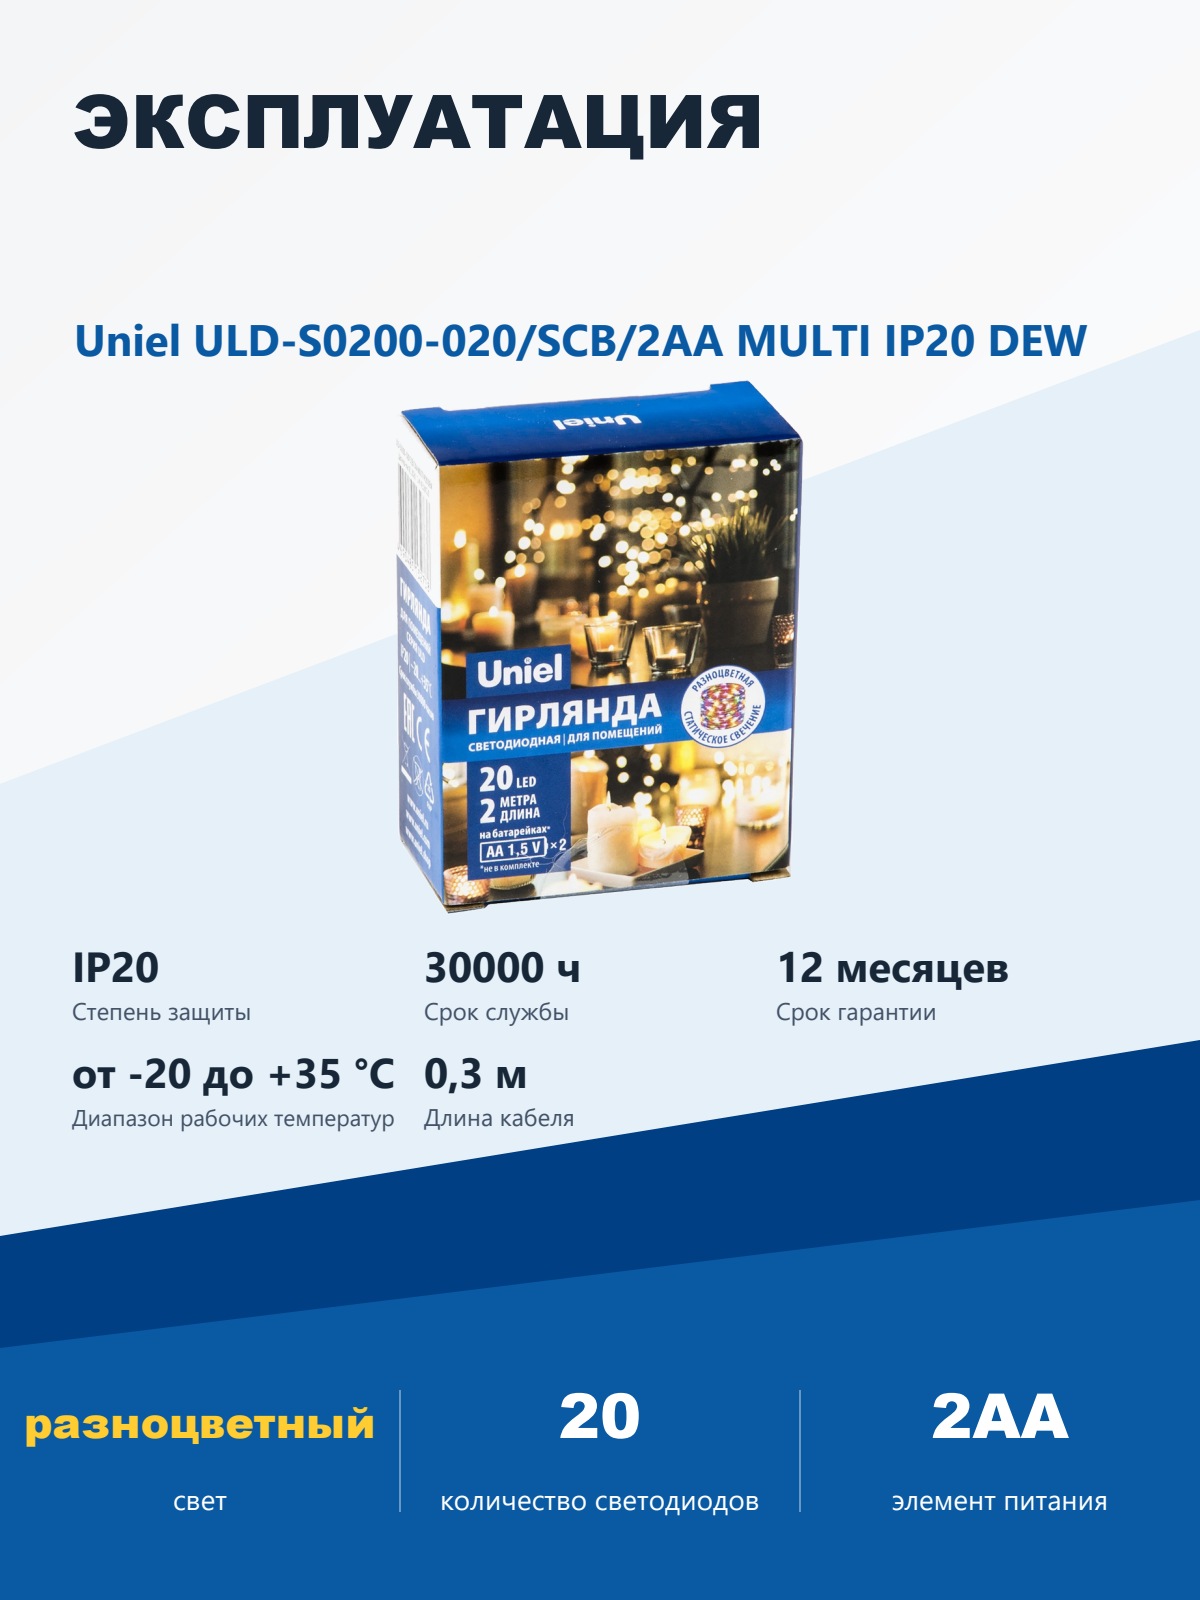 ЭКСПЛУАТАЦИЯ
Uniel ULD-S0200-020/SCB/2AA MULTI IP20 DEW
Uniel
Uniel
ГИРЛЯНДА
СВЕТОДИОДНАЯ | ДЛЯ ПОМЕЩЕНИЙ
РАЗНОЦВЕТНАЯ
СТАТИЧЕСКОЕ СВЕЧЕНИЕ
20 LED
2 МЕТРА
ДЛИНА
на батарейках*
AA 1,5 V ×2
*не в комплекте
ГИРЛЯНДА
IP20
30000 ч
12 месяцев
Степень защиты
Срок службы
Срок гарантии
от -20 до +35 °C
0,3 м
Диапазон рабочих температур
Длина кабеля
разноцветный
20
2AA
свет
количество светодиодов
элемент питания